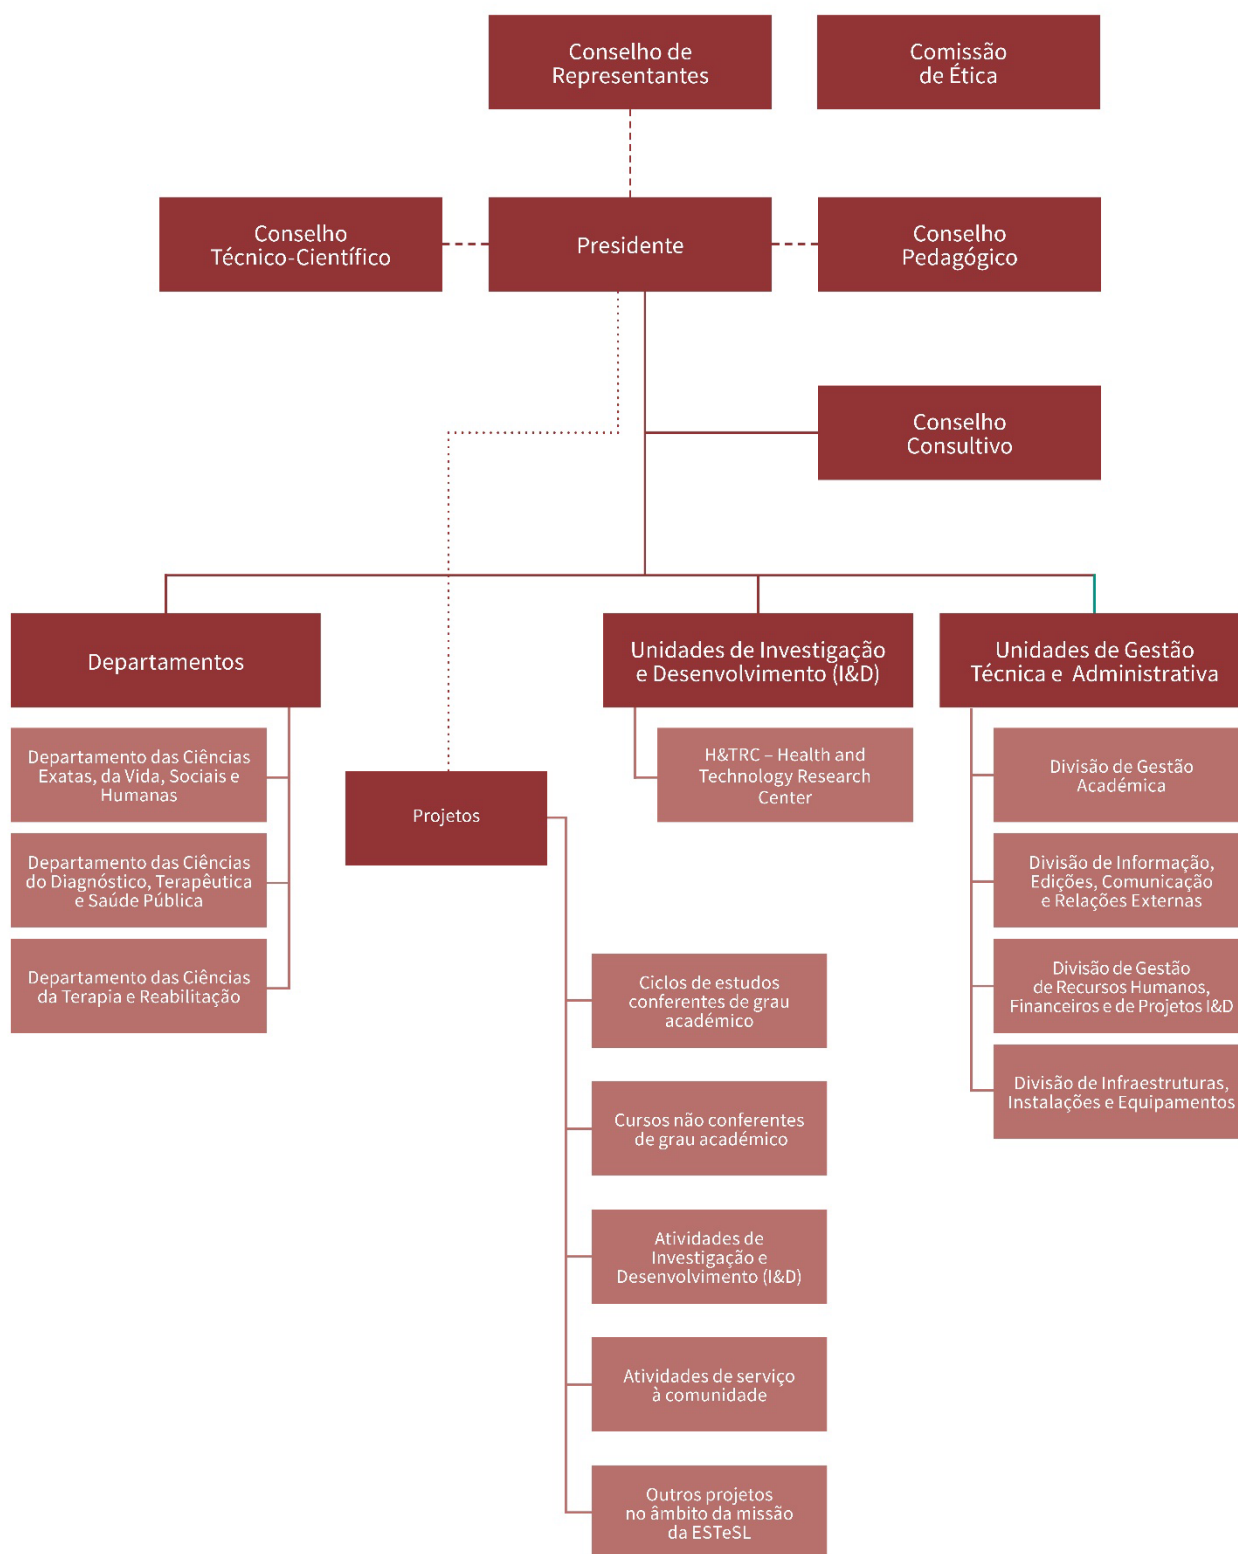 Conselho de
Representantes
Comissão
de Ética
Conselho
Técnico-Científico
Presidente
Conselho
Pedagógico
Conselho
Consultivo
Departamentos
Departamento das Ciências
Exatas, da Vida, Sociais e
Humanas
Departamento das Ciências
do Diagnóstico, Terapêutica
e Saúde Pública
Departamento das Ciências
da Terapia e Reabilitação
Projetos
Ciclos de estudos
conferentes de grau
académico
Cursos não conferentes
de grau académico
Atividades de
Investigação e
Desenvolvimento (I&D)
Atividades de serviço
à comunidade
Outros projetos
no âmbito da missão
da ESTeSL
Unidades de Investigação
e Desenvolvimento (I&D)
H&TRC – Health and
Technology Research
Center
Unidades de Gestão
Técnica e Administrativa
Divisão de Gestão
Académica
Divisão de Informação,
Edições, Comunicação
e Relações Externas
Divisão de Gestão
de Recursos Humanos,
Financeiros e de Projetos I&D
Divisão de Infraestruturas,
Instalações e Equipamentos